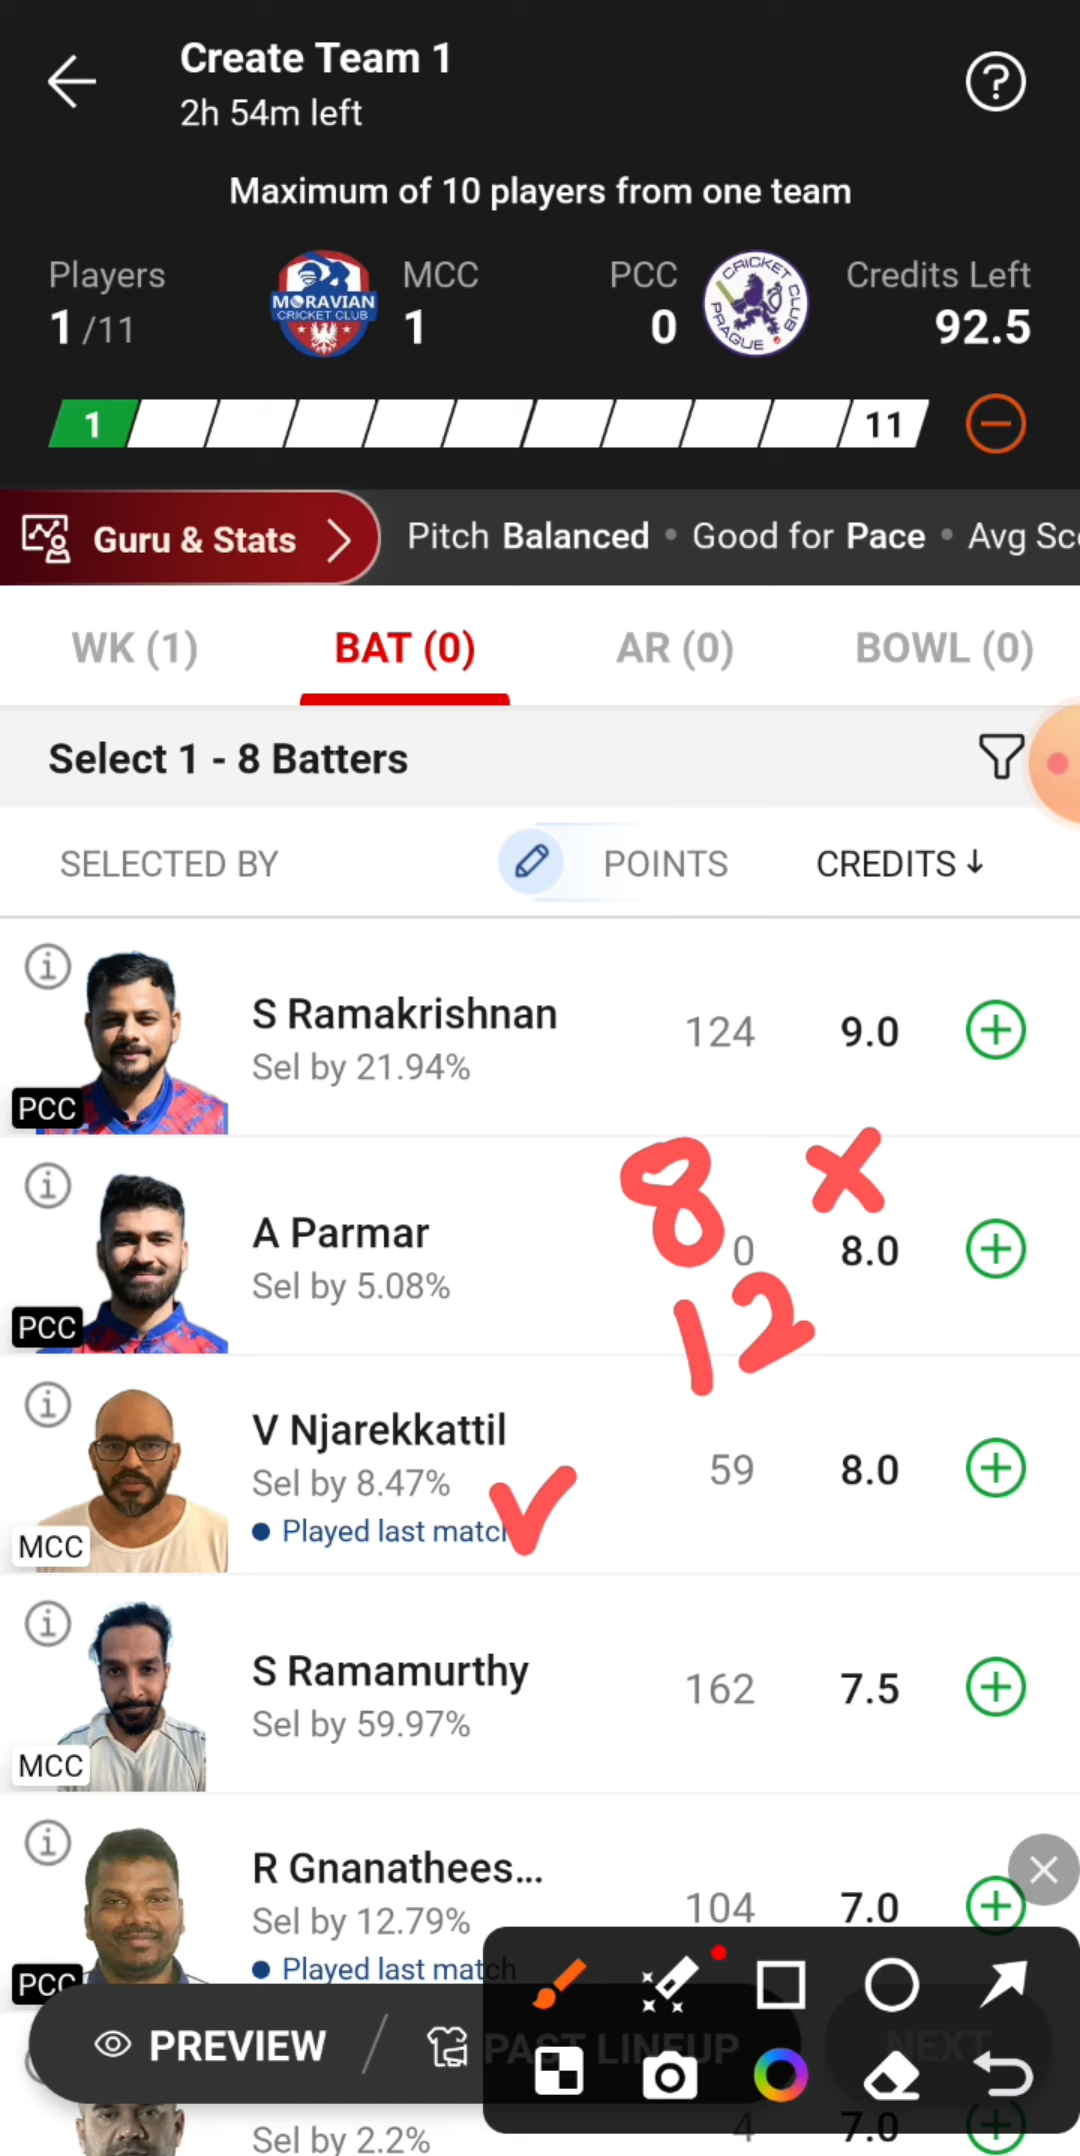 Create Team 1
2h 54m left
?
Maximum of 10 players from one team
Players MCC PCC Credits Left
1/11 1 0 92.5
MORAVIAN
CRICKET CLUB
CRICKET CLUB
PRAGUE
1 11
Guru & Stats Pitch Balanced • Good for Pace • Avg Sc
WK (1) BAT (0) AR (0) BOWL (0)
Select 1 - 8 Batters
SELECTED BY POINTS CREDITS ↓
S Ramakrishnan 124 9.0
Sel by 21.94%
PCC
8 ×
A Parmar 0 8.0
Sel by 5.08%
PCC
12
V Njarekkattil 59 8.0
Sel by 8.47%
• Played last match
MCC
S Ramamurthy 162 7.5
Sel by 59.97%
MCC
R Gnanathees... 104 7.0
Sel by 12.79%
• Played last match
PCC
PREVIEW / PAST LINEUP NEXT
Sel by 2.2% 4 7.0